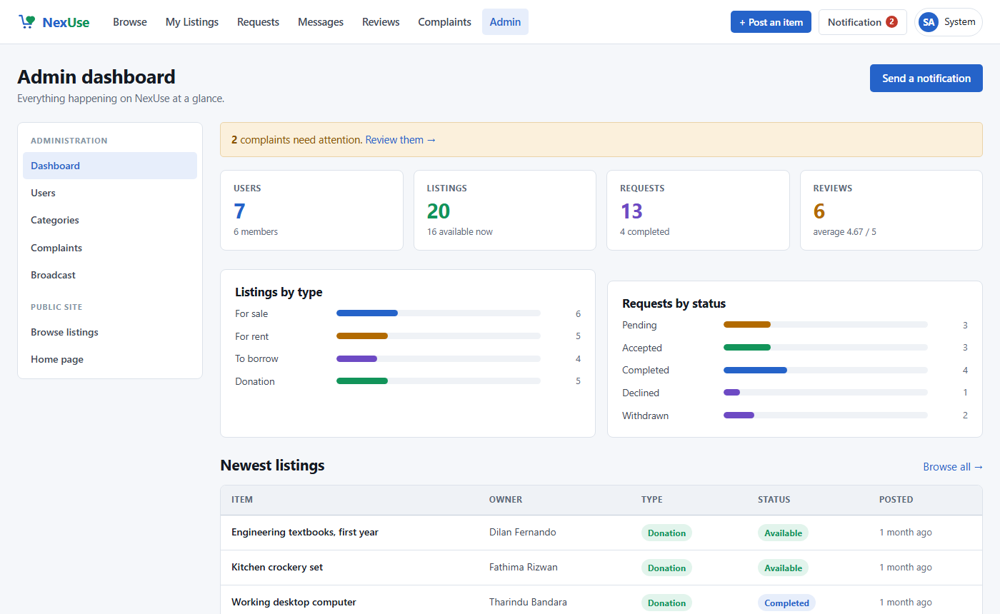 NexUse Browse My Listings Requests Messages Reviews Complaints Admin + Post an item Notification 2 SA System
Admin dashboard
Send a notification
Everything happening on NexUse at a glance.
ADMINISTRATION
Dashboard
Users
Categories
Complaints
Broadcast
PUBLIC SITE
Browse listings
Home page
2 complaints need attention. Review them →
USERS
7
6 members
LISTINGS
20
16 available now
REQUESTS
13
4 completed
REVIEWS
6
average 4.67 / 5
Listings by type
For sale 6
For rent 5
To borrow 4
Donation 5
Requests by status
Pending 3
Accepted 3
Completed 4
Declined 1
Withdrawn 2
Newest listings
Browse all →
ITEM OWNER TYPE STATUS POSTED
Engineering textbooks, first year Dilan Fernando Donation Available 1 month ago
Kitchen crockery set Fathima Rizwan Donation Available 1 month ago
Working desktop computer Tharindu Bandara Donation Completed 1 month ago